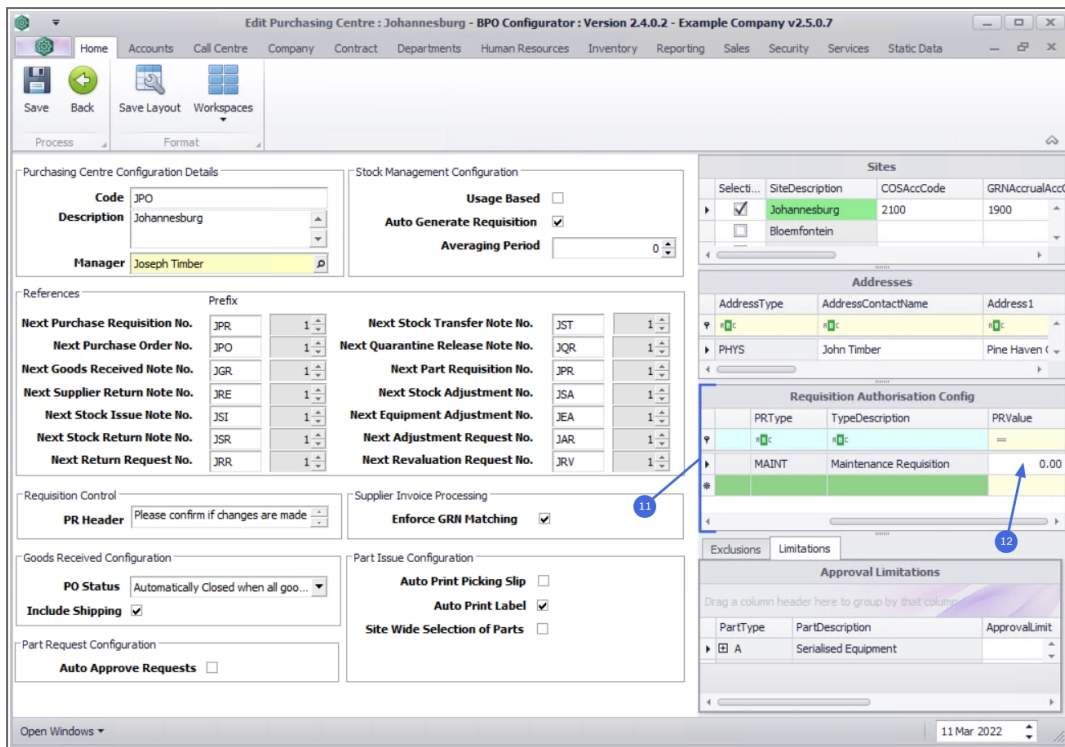 Edit Purchasing Centre : Johannesburg - BPO Configurator : Version 2.4.0.2 - Example Company v2.5.0.7
Home Accounts Call Centre Company Contract Departments Human Resources Inventory Reporting Sales Security Services Static Data
Save Back Save Layout Workspaces
Process Format
Purchasing Centre Configuration Details
Code JPO
Description Johannesburg
Manager Joseph Timber
Stock Management Configuration
Usage Based
Auto Generate Requisition
Averaging Period 0
References
Prefix
Next Purchase Requisition No. JPR 1
Next Purchase Order No. JPO 1
Next Goods Received Note No. JGR 1
Next Supplier Return Note No. JRE 1
Next Stock Issue Note No. JSI 1
Next Stock Return Note No. JSR 1
Next Return Request No. JRR 1
Next Stock Transfer Note No. JST 1
Next Quarantine Release Note No. JQR 1
Next Part Requisition No. JPR 1
Next Stock Adjustment No. JSA 1
Next Equipment Adjustment No. JEA 1
Next Adjustment Request No. JAR 1
Next Revaluation Request No. JRV 1
Requisition Control
PR Header Please confirm if changes are made
Supplier Invoice Processing
Enforce GRN Matching
Goods Received Configuration
PO Status Automatically Closed when all goo...
Include Shipping
Part Issue Configuration
Auto Print Picking Slip
Auto Print Label
Site Wide Selection of Parts
Part Request Configuration
Auto Approve Requests
Sites
Selecti... SiteDescription COSAccCode GRNAccrualAccC
Johannesburg 2100 1900
Bloemfontein
Addresses
AddressType AddressContactName Address1
PHYS John Timber Pine Haven
Requisition Authorisation Config
PRType TypeDescription PRValue
=
MAINT Maintenance Requisition 0.00
11
12
Exclusions Limitations
Approval Limitations
Drag a column header here to group by that column
PartType PartDescription ApprovalLimit
A Serialised Equipment
Open Windows
11 Mar 2022